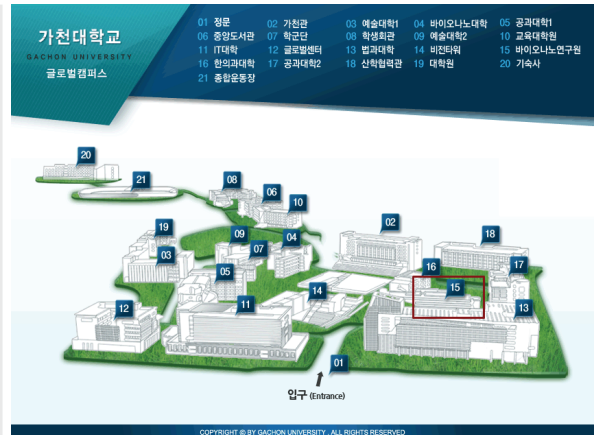 가천대학교
GACHON UNIVERSITY
글로벌캠퍼스
01 정문 02 가천관 03 예술대학1 04 바이오나노대학 05 공과대학1
06 중앙도서관 07 학군단 08 학생회관 09 예술대학2 10 교육대학원
11 IT대학 12 글로벌센터 13 법과대학 14 비전타워 15 바이오나노연구원
16 한의과대학 17 공과대학2 18 산학협력관 19 대학원 20 기숙사
21 종합운동장
20
21
08
06
10
19
09
04
02
18
03
07
16
17
05
15
12
11
14
13
01
입구 (Entrance)
COPYRIGHT © BY GACHON UNIVERSITY . ALL RIGHTS RESERVED